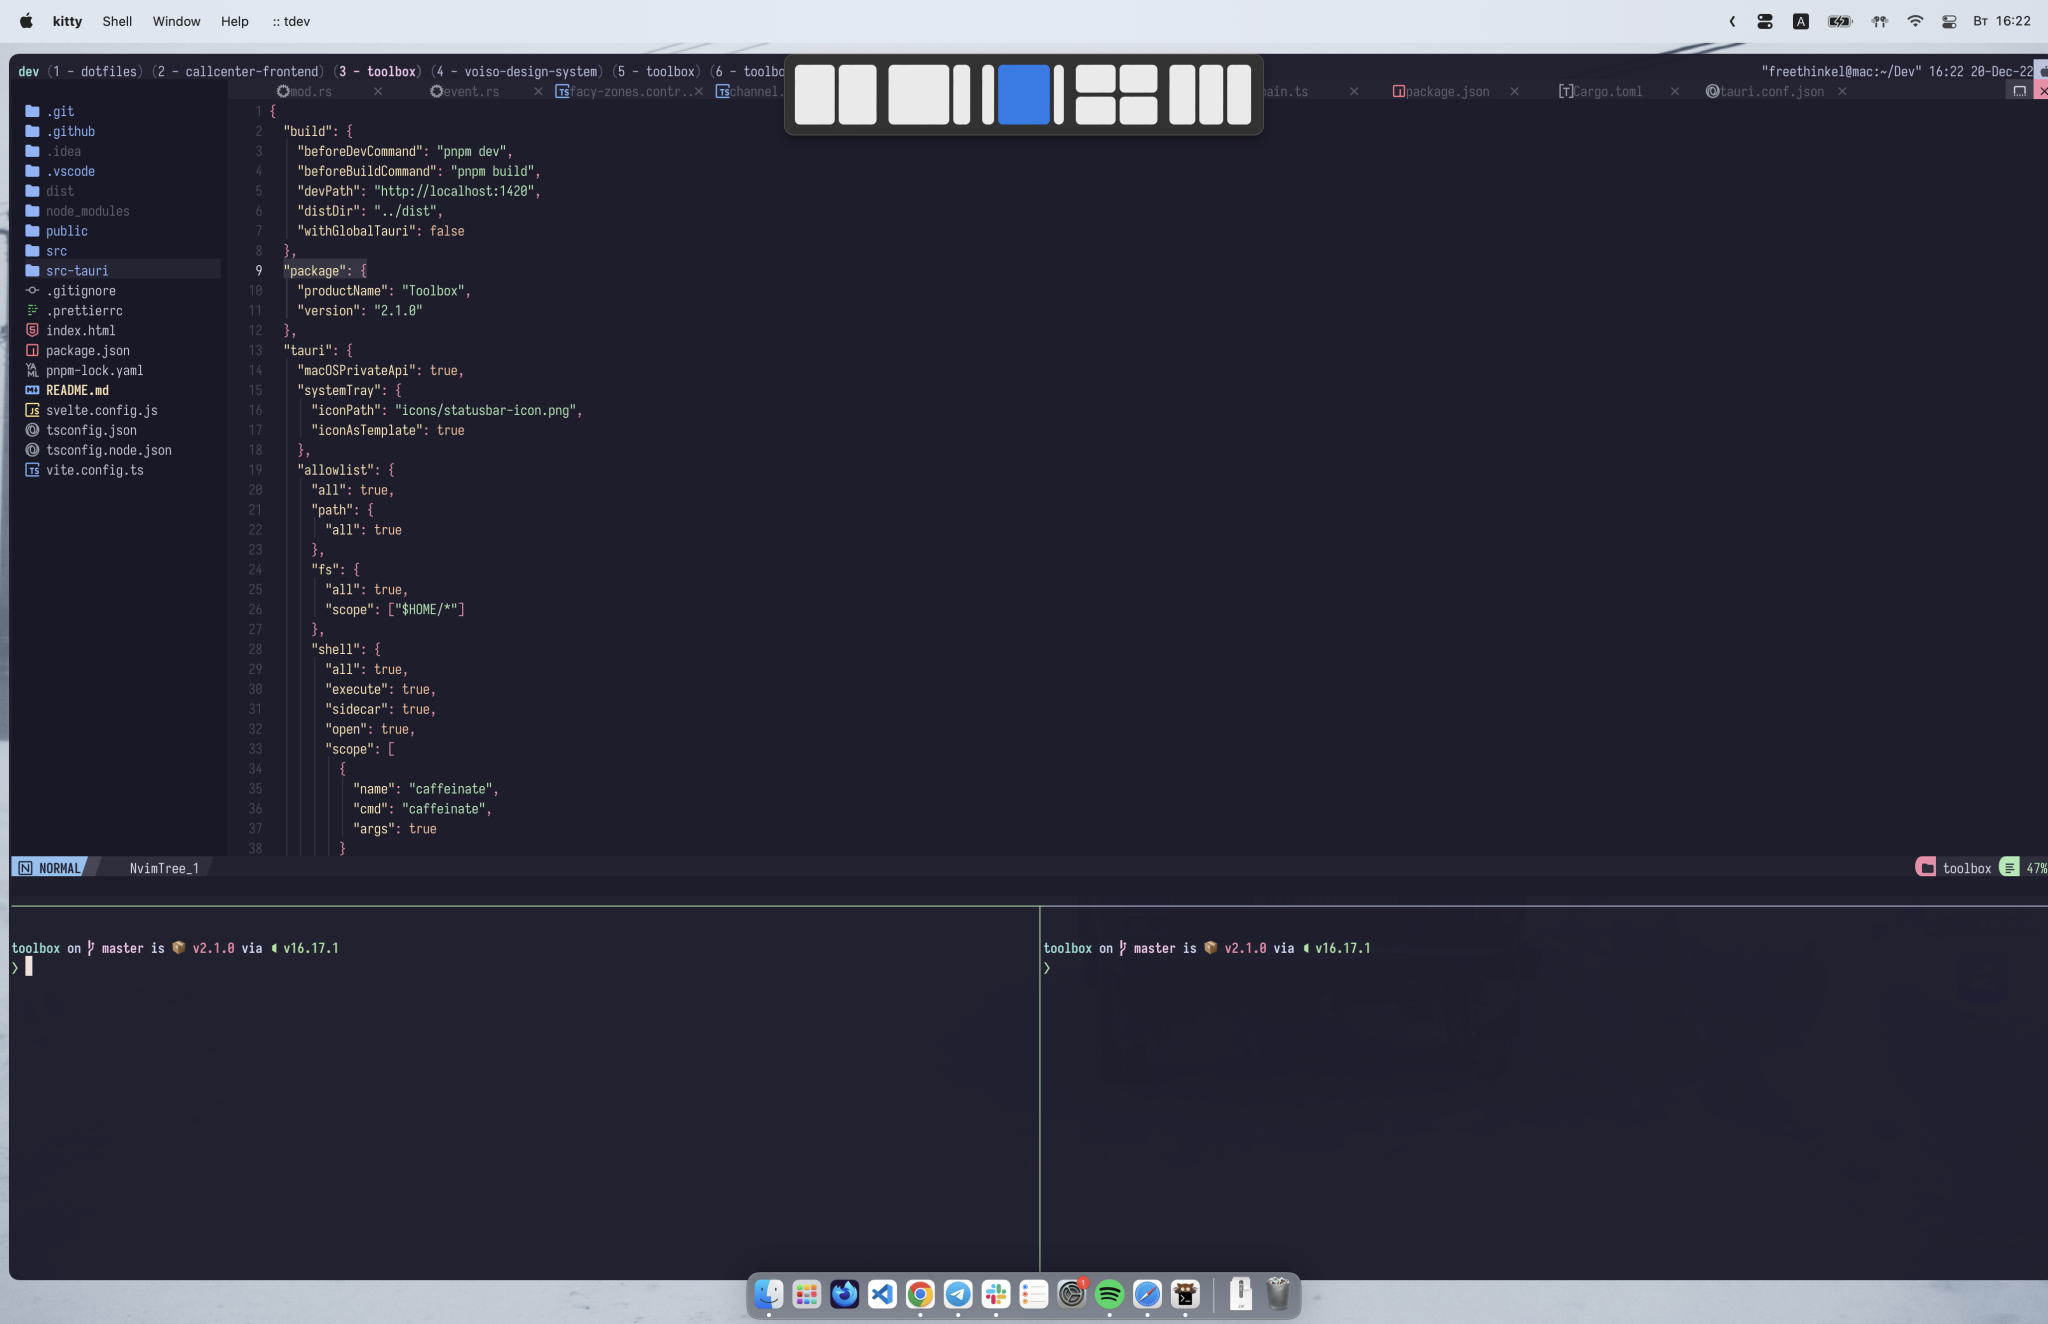 kitty Shell Window Help :: tdev
A Вт 16:22
dev (1 - dotfiles) (2 - callcenter-frontend) (3 - toolbox) (4 - voiso-design-system) (5 - toolbox) (6 - toolbo
"freethinkel@mac:~/Dev" 16:22 20-Dec-22
mod.rs × event.rs × TS facy-zones.contr..× TS channel. ain.ts × package.json × [T]Cargo.toml × tauri.conf.json ×
.git
.github
.idea
.vscode
dist
node_modules
public
src
src-tauri
.gitignore
.prettierrc
index.html
package.json
pnpm-lock.yaml
README.md
svelte.config.js
tsconfig.json
tsconfig.node.json
vite.config.ts
1 {
2 "build": {
3 "beforeDevCommand": "pnpm dev",
4 "beforeBuildCommand": "pnpm build",
5 "devPath": "http://localhost:1420",
6 "distDir": "../dist",
7 "withGlobalTauri": false
8 },
9 "package": {
10 "productName": "Toolbox",
11 "version": "2.1.0"
12 },
13 "tauri": {
14 "macOSPrivateApi": true,
15 "systemTray": {
16 "iconPath": "icons/statusbar-icon.png",
17 "iconAsTemplate": true
18 },
19 "allowlist": {
20 "all": true,
21 "path": {
22 "all": true
23 },
24 "fs": {
25 "all": true,
26 "scope": ["$HOME/*"]
27 },
28 "shell": {
29 "all": true,
30 "execute": true,
31 "sidecar": true,
32 "open": true,
33 "scope": [
34 {
35 "name": "caffeinate",
36 "cmd": "caffeinate",
37 "args": true
38 }
NORMAL NvimTree_1
toolbox 47%
toolbox on master is 📦 v2.1.0 via v16.17.1
❯
toolbox on master is 📦 v2.1.0 via v16.17.1
❯
1